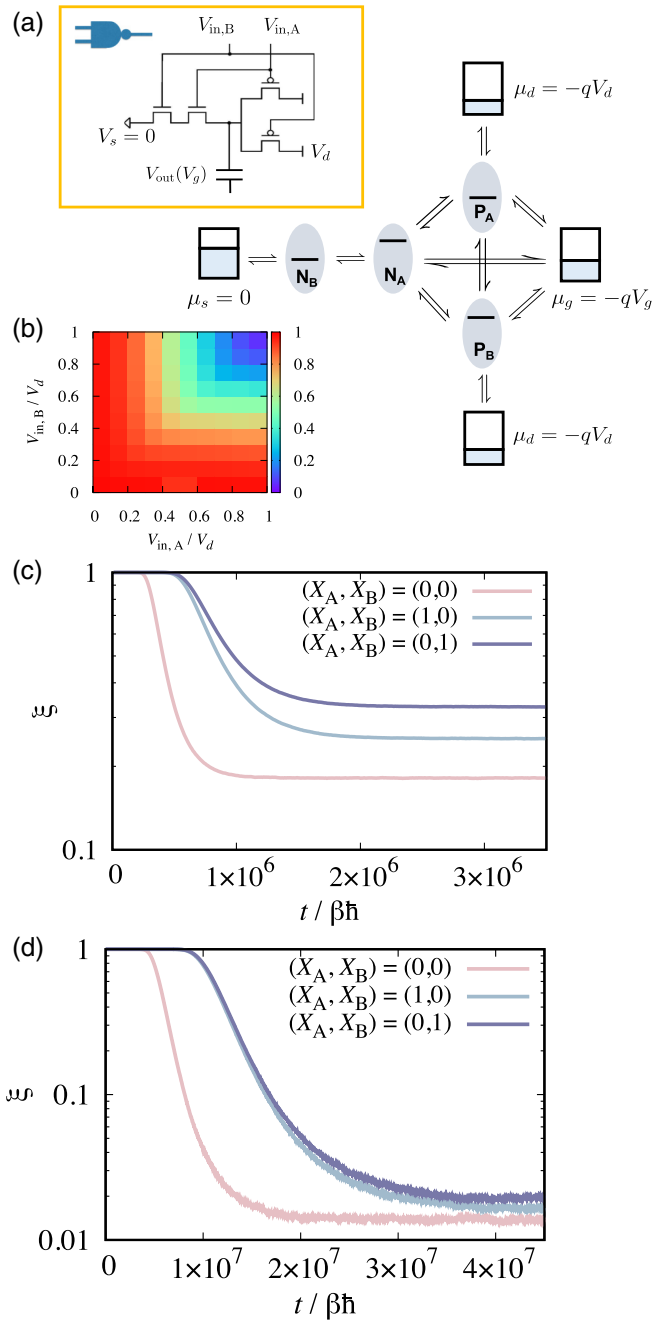 (a)
V_in,B V_in,A
V_s = 0
V_d
V_out(V_g)
μ_d = −qV_d
P_A
N_B
N_A
μ_s = 0
μ_g = −qV_g
P_B
μ_d = −qV_d
(b)
1
0.8
0.6
0.4
0.2
0
V_in,B / V_d
0 0.2 0.4 0.6 0.8 1
V_in,A / V_d
1
0.8
0.6
0.4
0.2
0
(c)
1
0.1
ξ
(X_A, X_B) = (0,0)
(X_A, X_B) = (1,0)
(X_A, X_B) = (0,1)
0 1×10^6 2×10^6 3×10^6
t / βħ
(d)
1
0.1
0.01
ξ
(X_A, X_B) = (0,0)
(X_A, X_B) = (1,0)
(X_A, X_B) = (0,1)
0 1×10^7 2×10^7 3×10^7 4×10^7
t / βħ